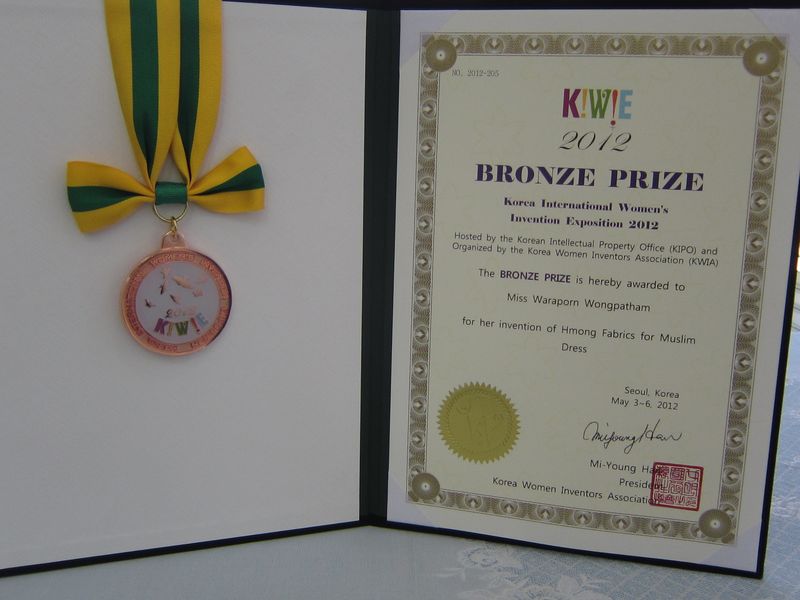 2012
K!W!E
NO. 2012-205
K!W!E
2012
BRONZE PRIZE
Korea International Women's
Invention Exposition 2012
Hosted by the Korean Intellectual Property Office (KIPO) and
Organized by the Korea Women Inventors Association (KWIA)
The BRONZE PRIZE is hereby awarded to
Miss Waraporn Wongpatham
for her invention of Hmong Fabrics for Muslim
Dress
Seoul, Korea
May 3~6, 2012
MiYoung Han
Mi-Young Han
President
Korea Women Inventors Association